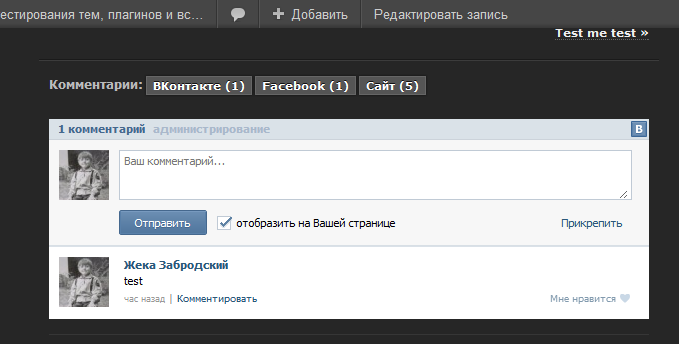 естирования тем, плагинов и вс... Добавить Редактировать запись
Test me test »
Комментарии: ВКонтакте (1) Facebook (1) Сайт (5)
1 комментарий администрирование B
Ваш комментарий...
Отправить отобразить на Вашей странице Прикрепить
Жека Забродский
test
час назад | Комментировать Мне нравится